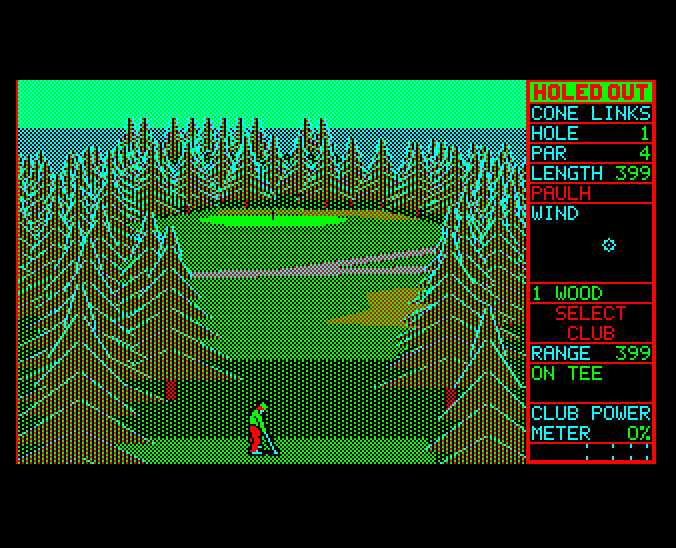 HOLED OUT
CONE LINKS
HOLE 1
PAR 4
LENGTH 399
PAULH
WIND
1 WOOD
SELECT
CLUB
RANGE 399
ON TEE
CLUB POWER
METER 0%